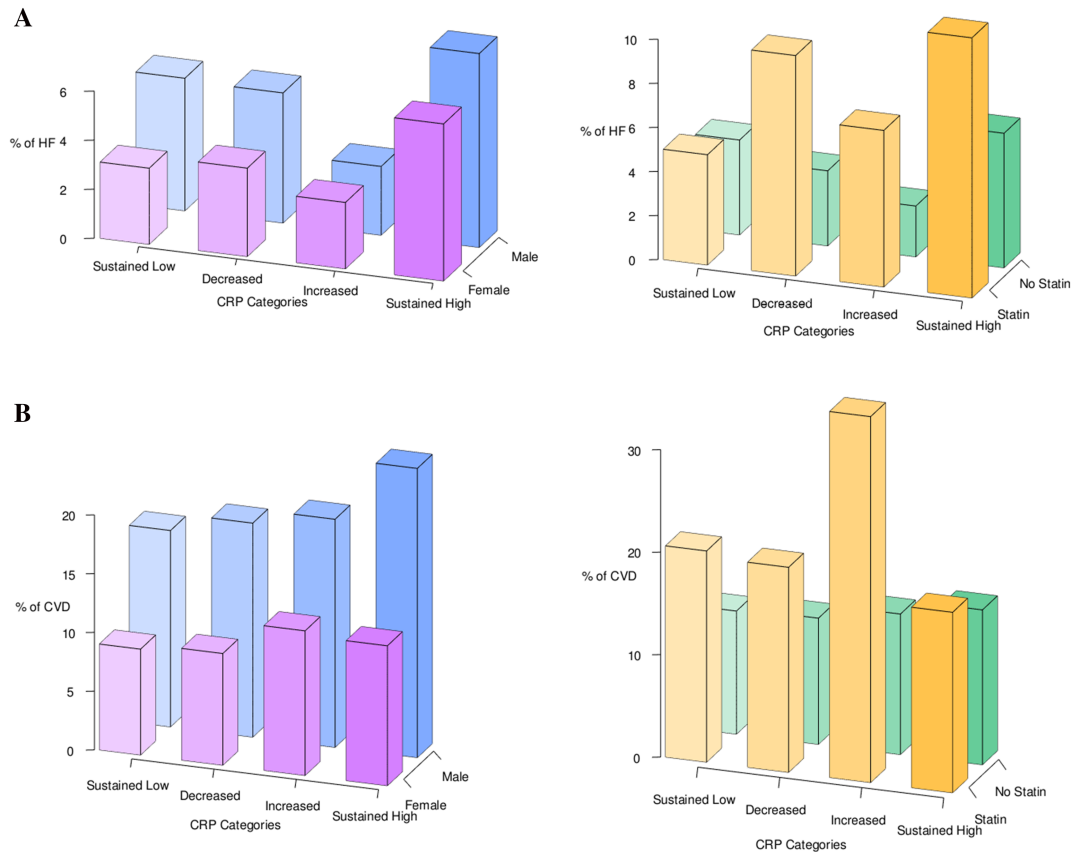 A
6
4
2
0
% of HF
Sustained Low
Decreased
Increased
Sustained High
CRP Categories
Female
Male
10
8
6
4
2
0
% of HF
Sustained Low
Decreased
Increased
Sustained High
CRP Categories
Statin
No Statin
B
20
15
10
5
0
% of CVD
Sustained Low
Decreased
Increased
Sustained High
CRP Categories
Female
Male
30
20
10
0
% of CVD
Sustained Low
Decreased
Increased
Sustained High
CRP Categories
Statin
No Statin